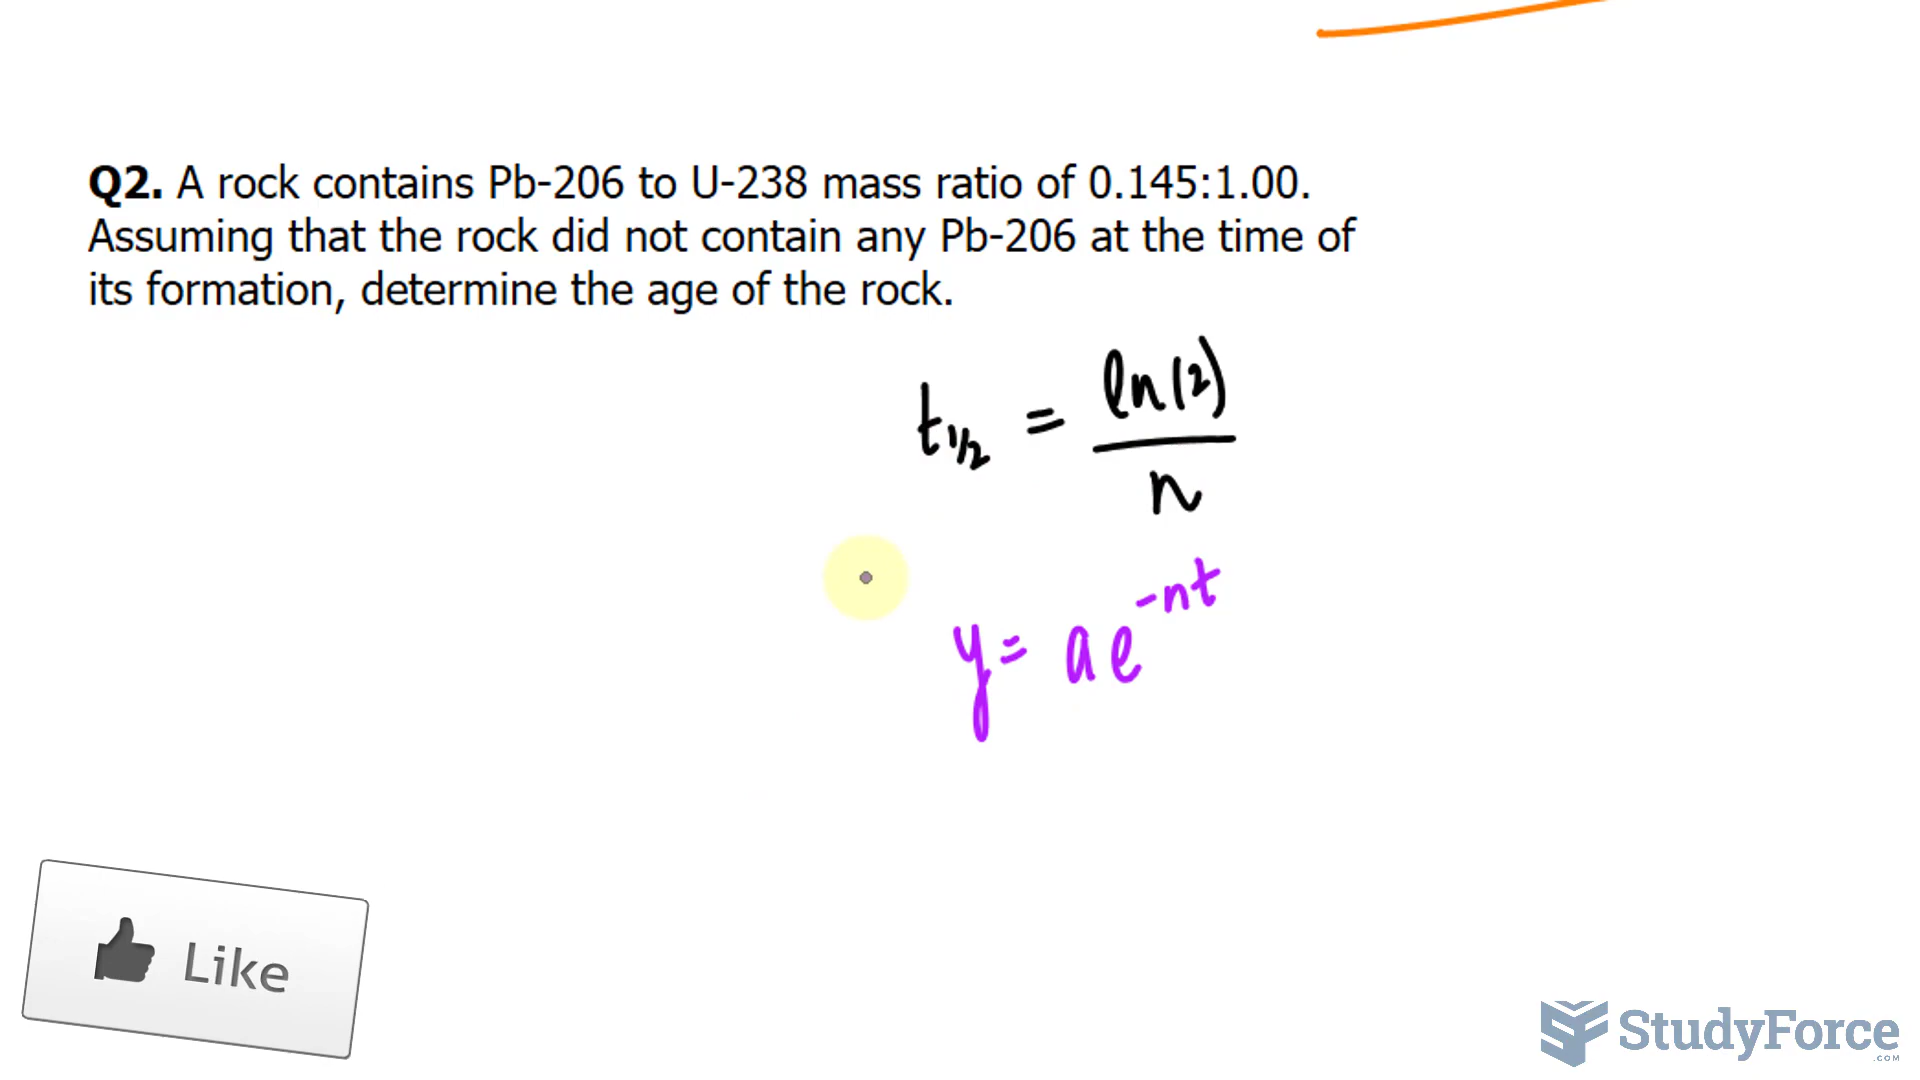 Q2. A rock contains Pb-206 to U-238 mass ratio of 0.145:1.00.
Assuming that the rock did not contain any Pb-206 at the time of
its formation, determine the age of the rock.
t1/2 = ln(2)/n
y = ae^-nt
Like
StudyForce
.COM